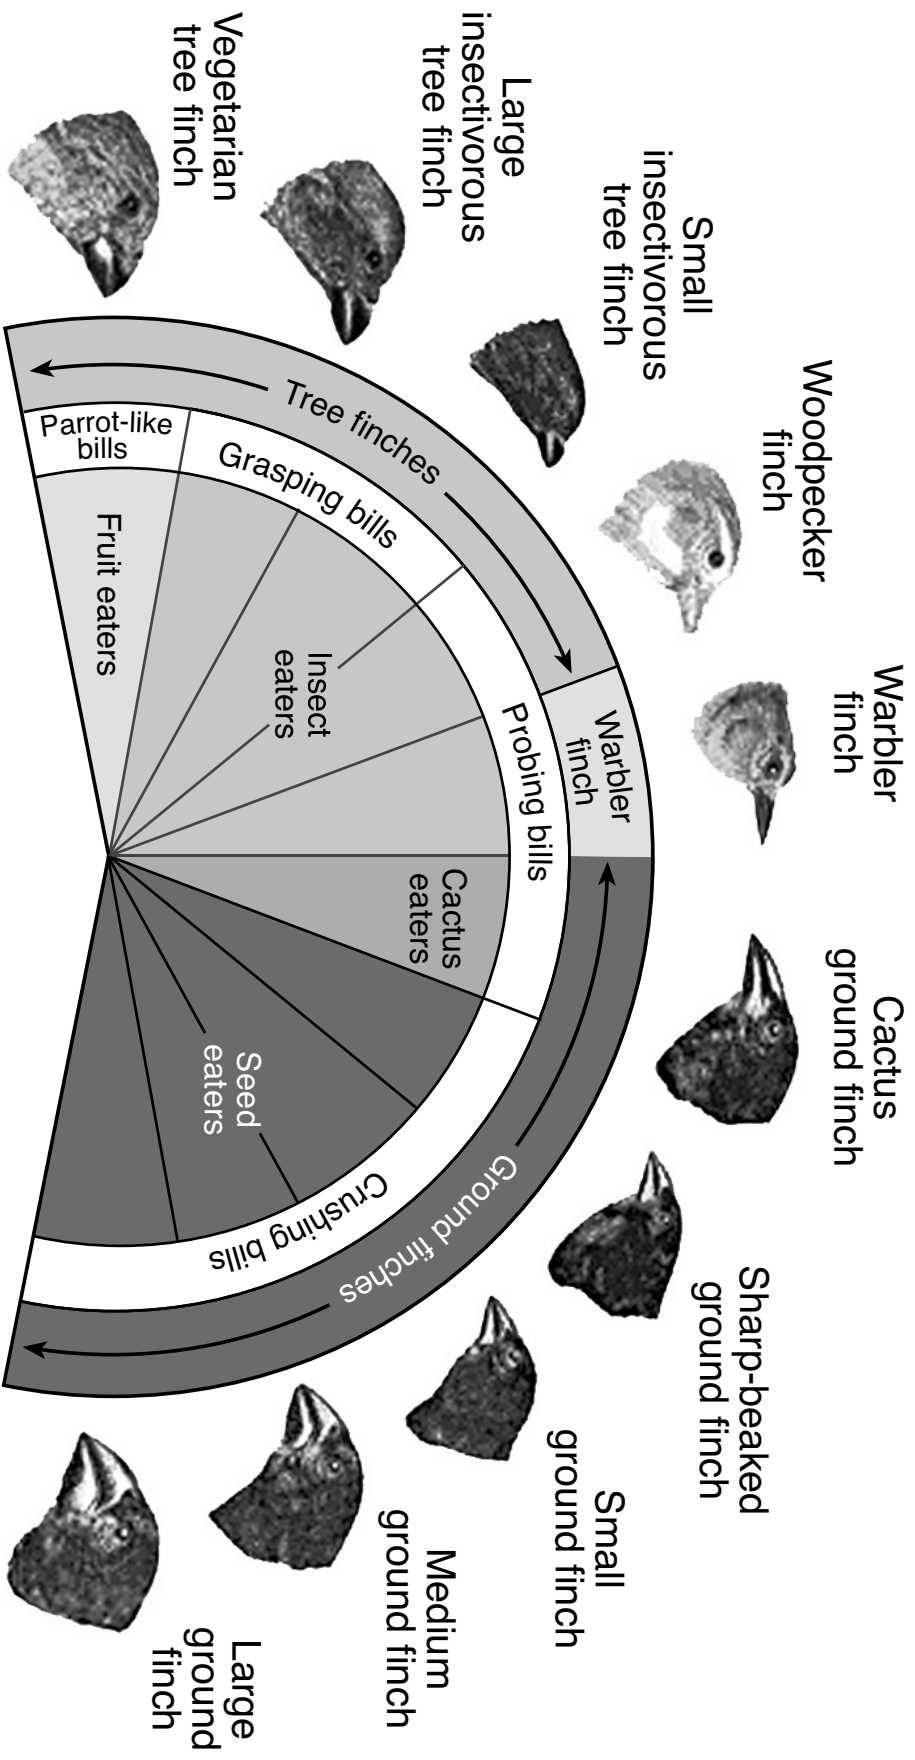 Vegetarian
tree finch
Large
insectivorous
tree finch
Small
insectivorous
tree finch
Woodpecker
finch
Warbler
finch
Cactus
ground finch
Sharp-beaked
ground finch
Small
ground finch
Medium
ground finch
Large
ground
finch
Tree finches
Warbler
finch
Ground finches
Parrot-like
bills
Grasping bills
Probing bills
Crushing bills
Fruit eaters
Insect
eaters
Cactus
eaters
Seed
eaters